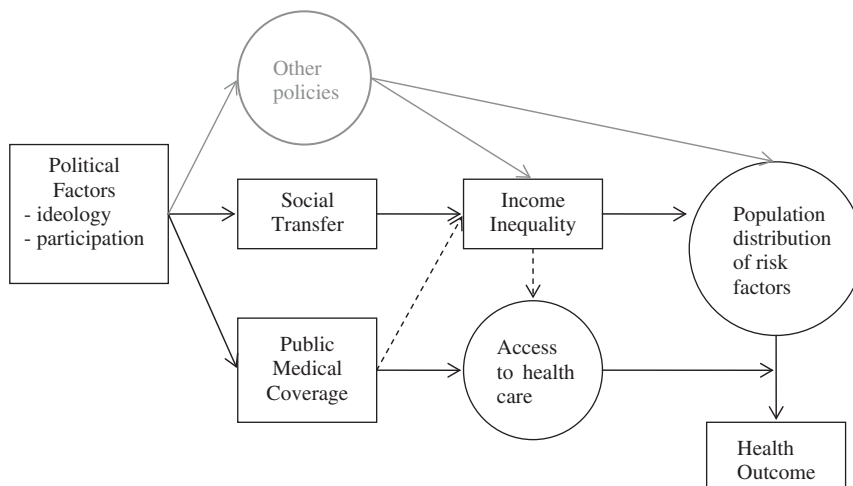 Other
policies
Political
Factors
- ideology
- participation
Social
Transfer
Income
Inequality
Population
distribution
of risk
factors
Public
Medical
Coverage
Access
to health
care
Health
Outcome